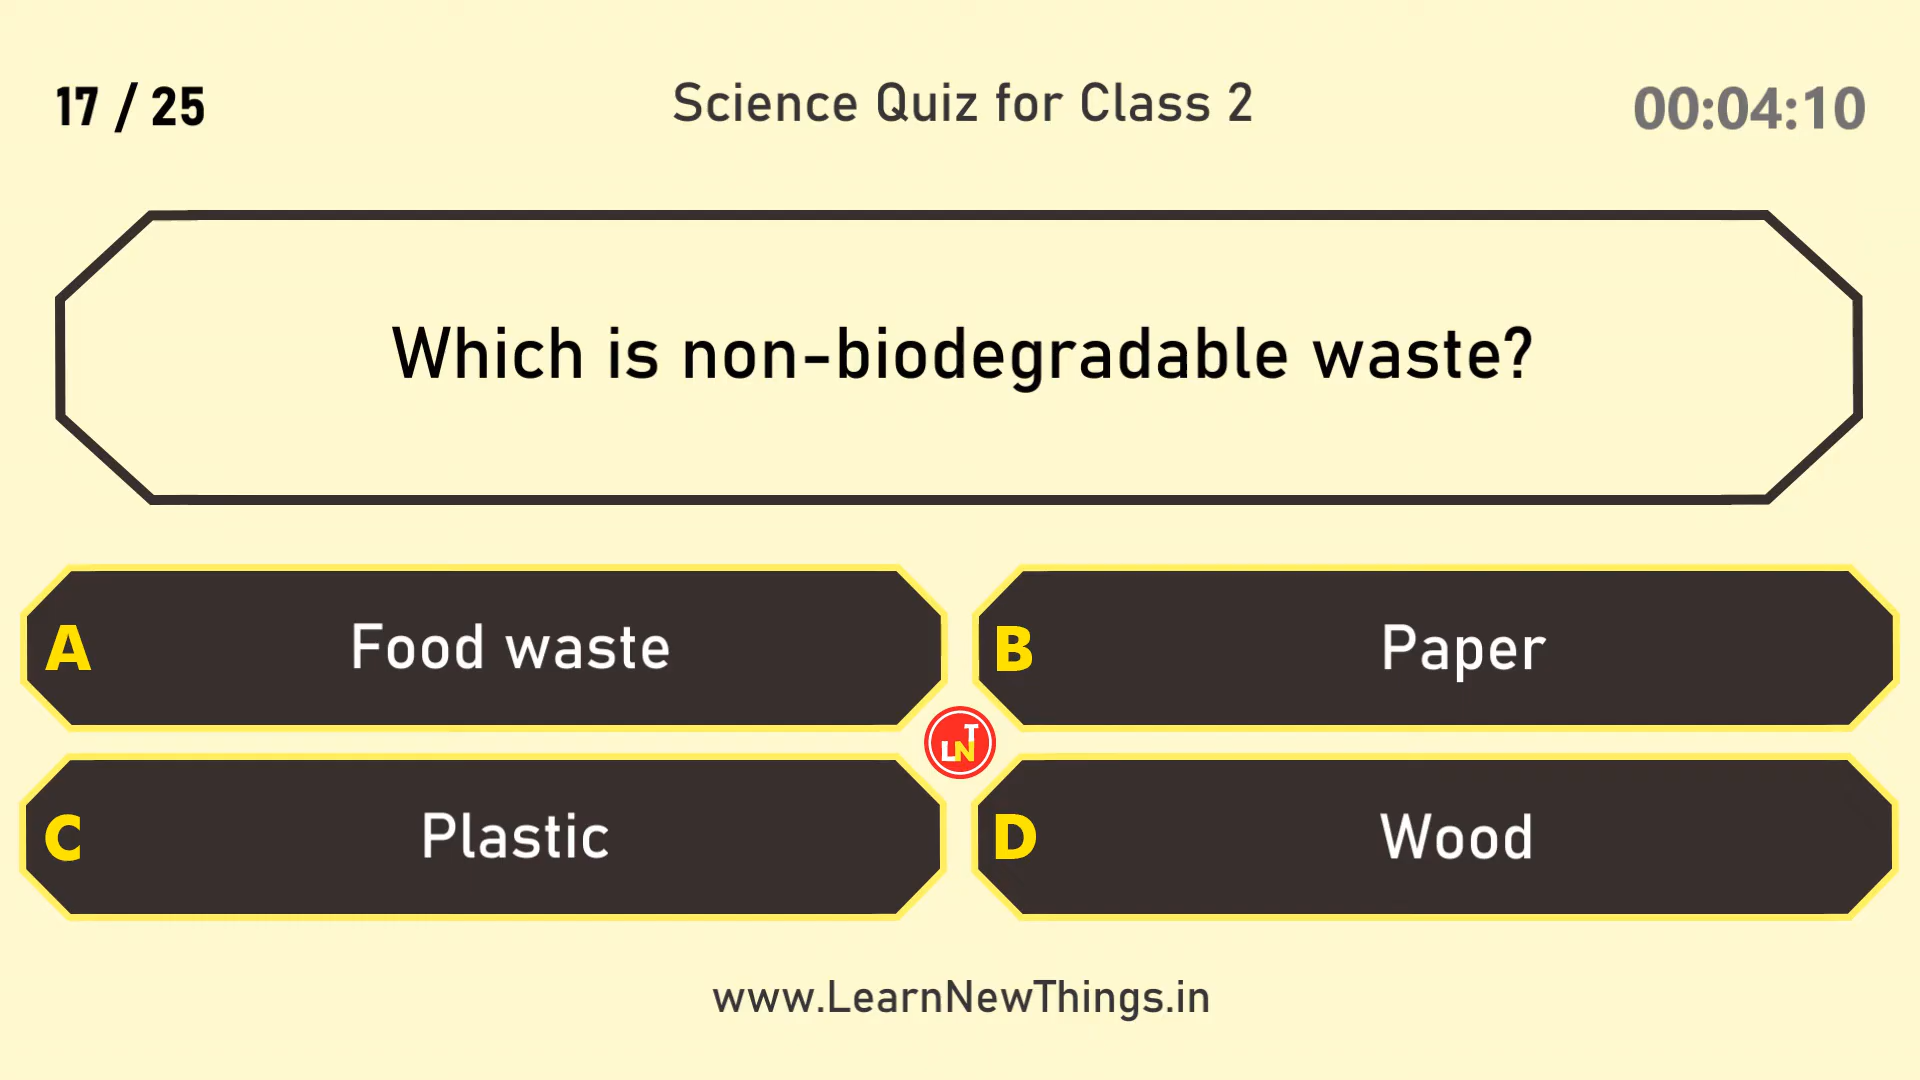 17 / 25
Science Quiz for Class 2
00:04:10
Which is non-biodegradable waste?
A Food waste
B Paper
LNT
C Plastic
D Wood
www.LearnNewThings.in